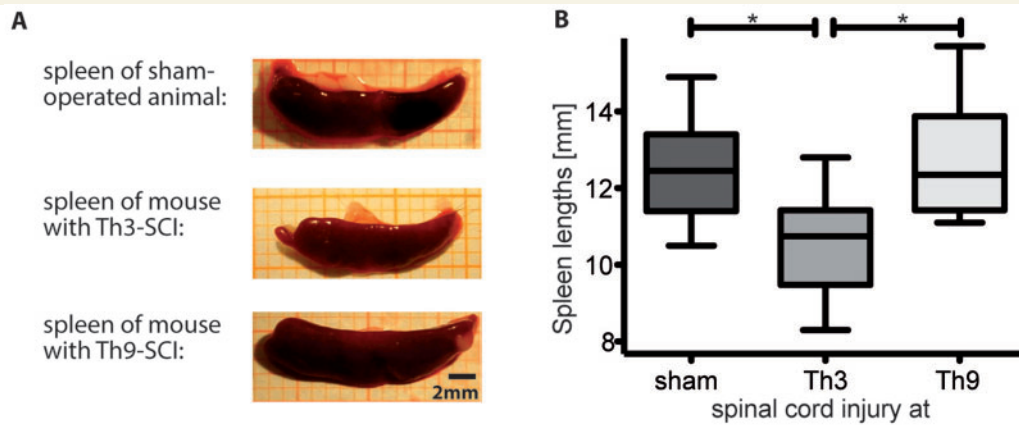 A
spleen of sham-
operated animal:
spleen of mouse
with Th3-SCI:
spleen of mouse
with Th9-SCI:
2mm
B
* *
Spleen lengths [mm]
14
12
10
8
sham Th3 Th9
spinal cord injury at